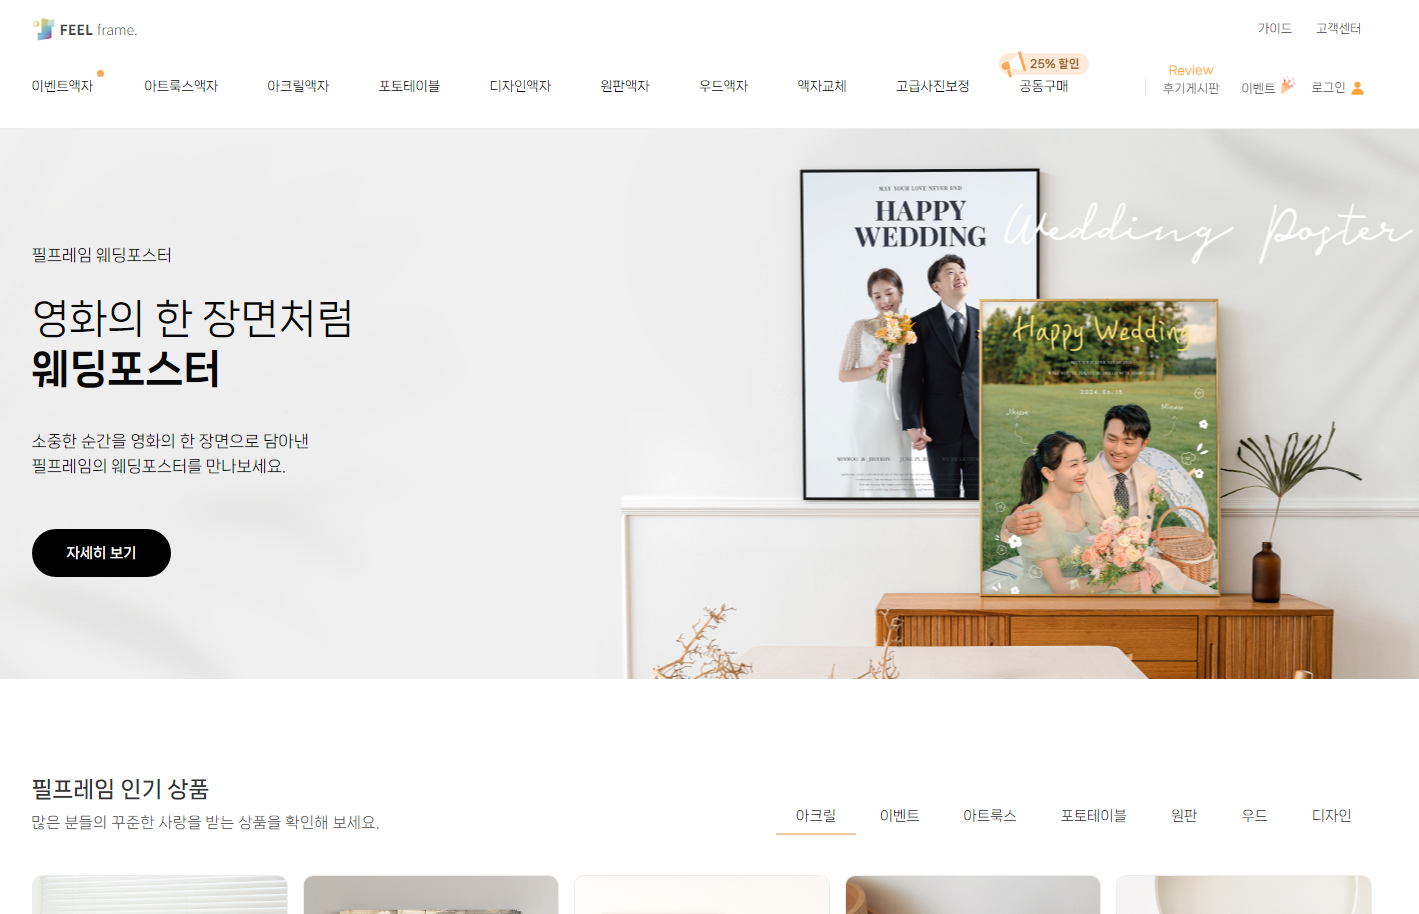 FEEL frame.
가이드 고객센터
25% 할인
Review
이벤트액자 아트룩스액자 아크릴액자 포토테이블 디자인액자 원판액자 우드액자 액자교체 고급사진보정 공동구매 후기게시판 이벤트 로그인
MAY YOUR LOVE NEVER END
HAPPY
WEDDING
Wedding Poster
필프레임 웨딩포스터
영화의 한 장면처럼
웨딩포스터
Happy Wedding
2024. 06. 15
소중한 순간을 영화의 한 장면으로 담아낸
필프레임의 웨딩포스터를 만나보세요.
자세히 보기
필프레임 인기 상품
많은 분들의 꾸준한 사랑을 받는 상품을 확인해 보세요.
아크릴 이벤트 아트룩스 포토테이블 원판 우드 디자인